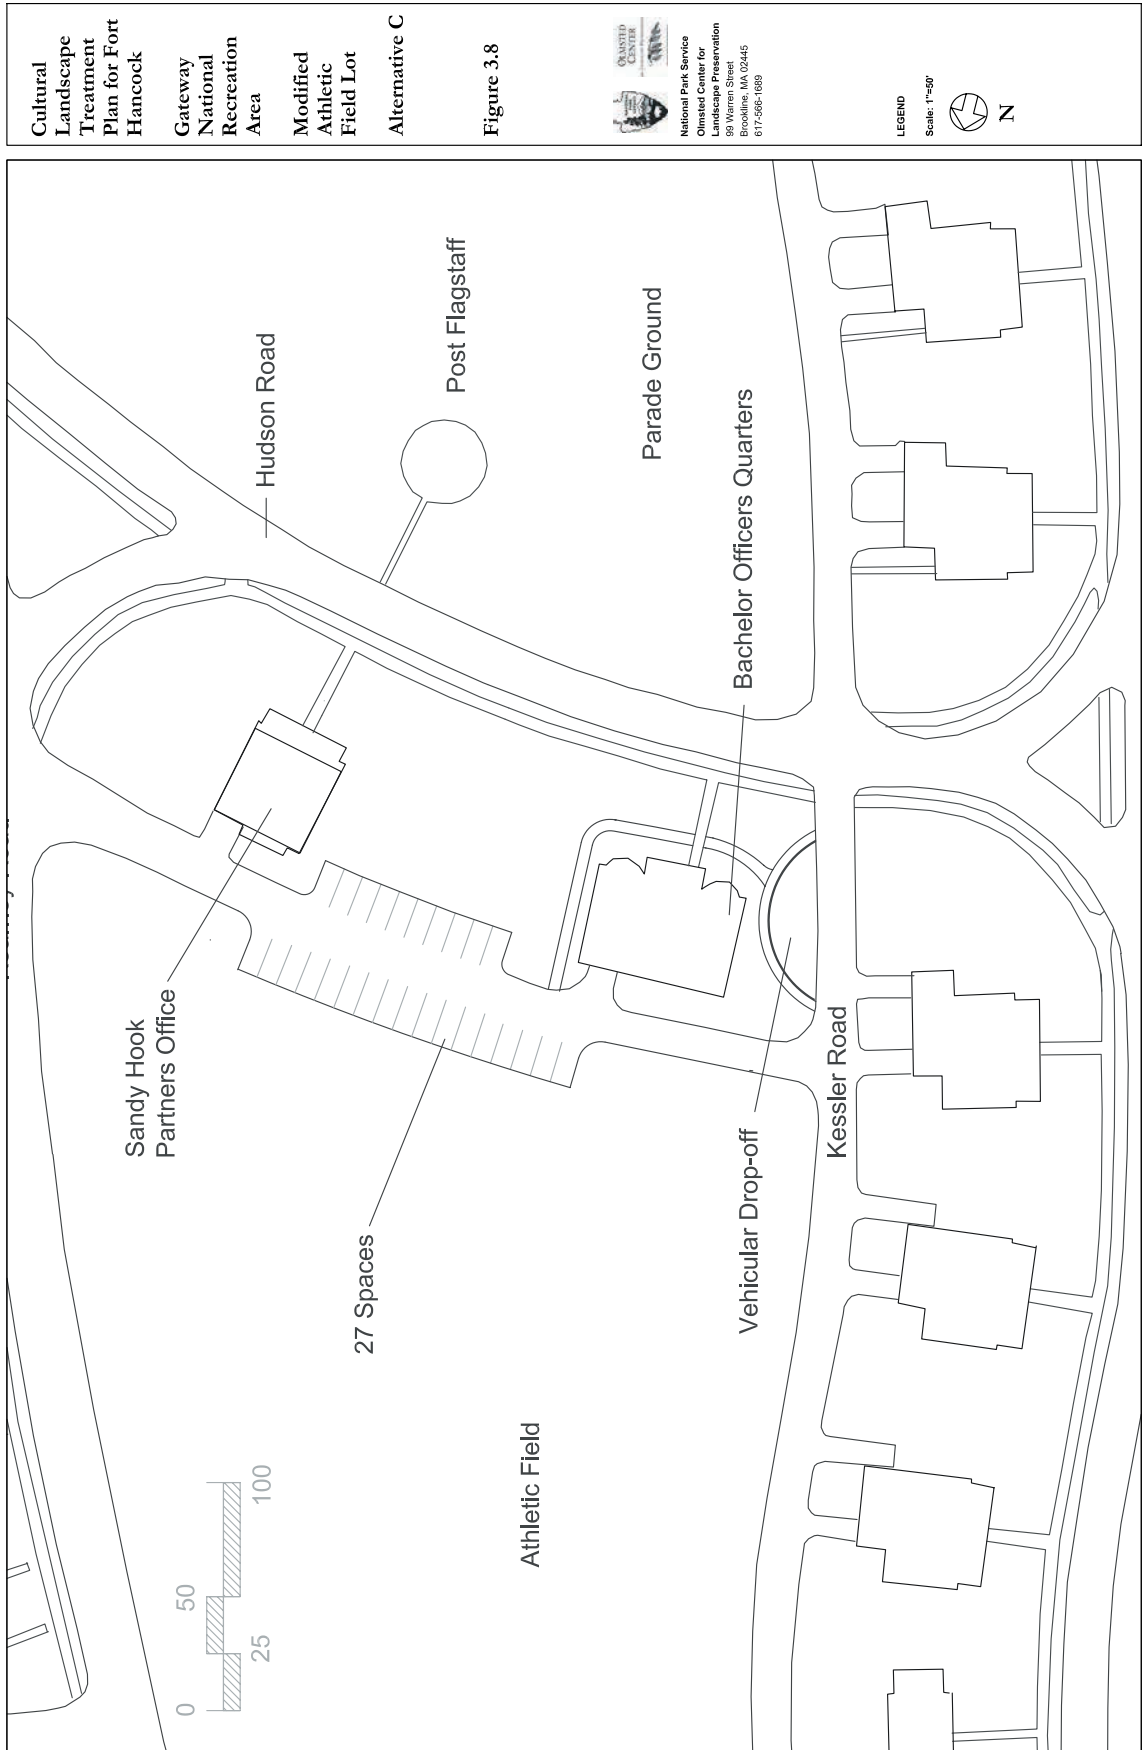 Cultural
Landscape
Treatment
Plan for Fort
Hancock
Gateway
National
Recreation
Area
Modified
Athletic
Field Lot
Alternative C
Figure 3.8
OLMSTED
CENTER
National Park Service
Olmsted Center for
Landscape Preservation
99 Warren Street
Brookline, MA 02445
617-566-1689
LEGEND
Scale: 1"=50'
N
Hudson Road
Post Flagstaff
Parade Ground
Bachelor Officers Quarters
Sandy Hook
Partners Office
27 Spaces
Vehicular Drop-off
Kessler Road
Athletic Field
0
25
50
100